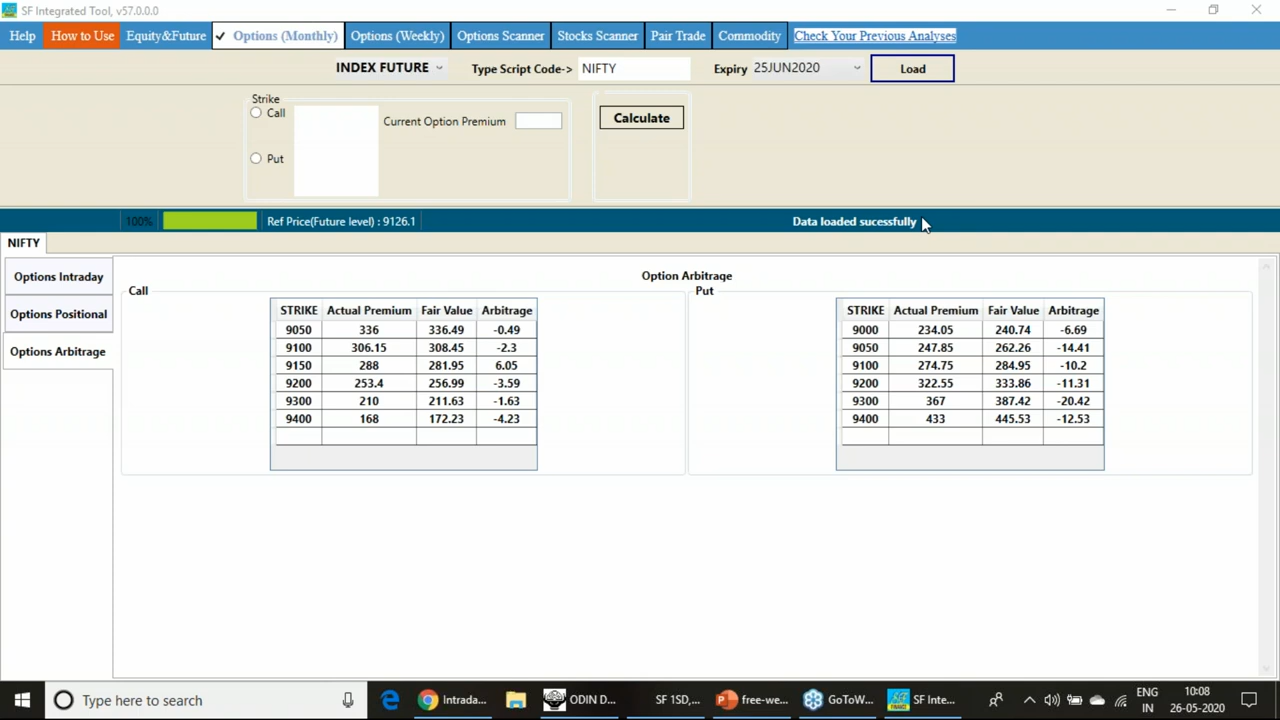 SF Integrated Tool, v57.0.0.0
Help How to Use Equity&Future ✓ Options (Monthly) Options (Weekly) Options Scanner Stocks Scanner Pair Trade Commodity Check Your Previous Analyses
INDEX FUTURE Type Script Code-> NIFTY Expiry 25JUN2020 Load
Strike
Call
Current Option Premium
Calculate
Put
100% Ref Price(Future level) : 9126.1 Data loaded sucessfully
NIFTY
Options Intraday
Options Positional
Options Arbitrage
Option Arbitrage
Call
STRIKE Actual Premium Fair Value Arbitrage
9050 336 336.49 -0.49
9100 306.15 308.45 -2.3
9150 288 281.95 6.05
9200 253.4 256.99 -3.59
9300 210 211.63 -1.63
9400 168 172.23 -4.23
Put
STRIKE Actual Premium Fair Value Arbitrage
9000 234.05 240.74 -6.69
9050 247.85 262.26 -14.41
9100 274.75 284.95 -10.2
9200 322.55 333.86 -11.31
9300 367 387.42 -20.42
9400 433 445.53 -12.53
Type here to search
Intrada...
ODIN D...
SF 1SD,...
free-we...
GoToW...
SF Inte...
ENG
IN
10:08
26-05-2020